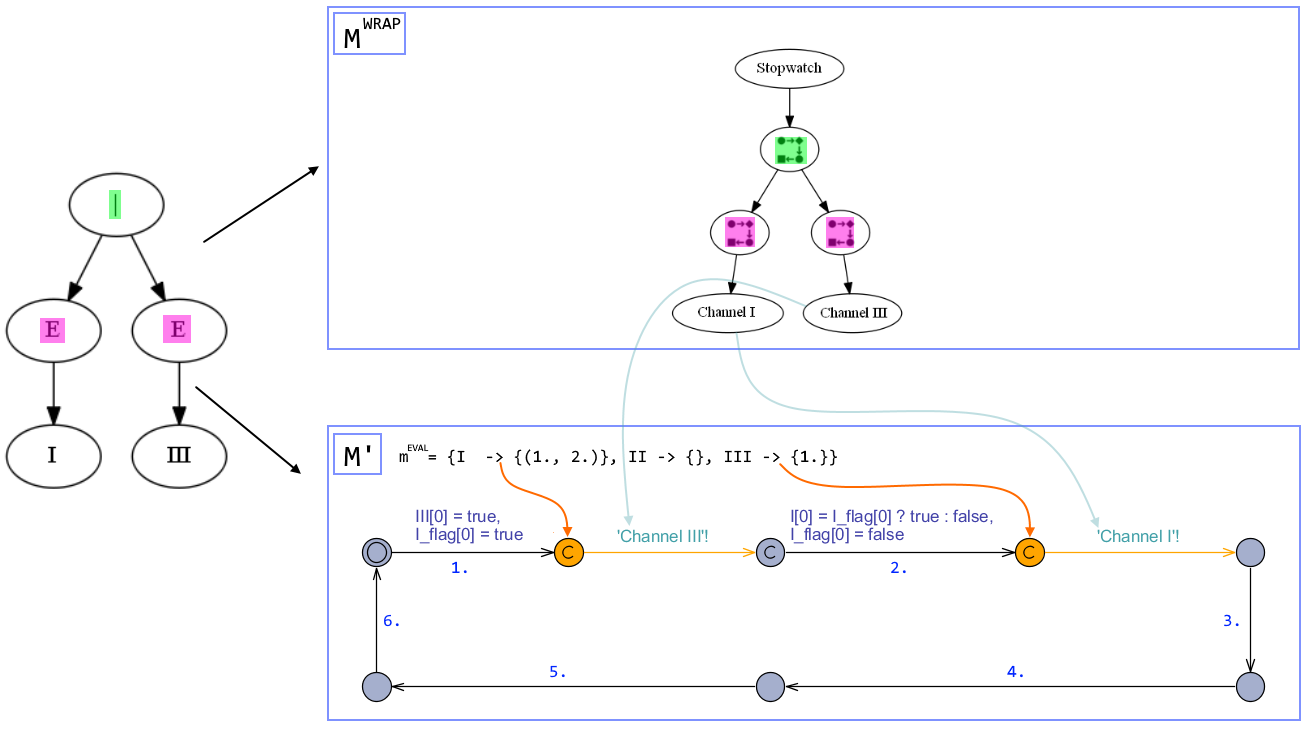 M WRAP
Stopwatch
|
E E
Channel I Channel III
I III
M' m EVAL = {I -> {(1., 2.)}, II -> {}, III -> {1.}}
III[0] = true,
I_flag[0] = true
'Channel III'!
I[0] = I_flag[0] ? true : false,
I_flag[0] = false
'Channel I'!
C C C
1. 2.
6. 3.
5. 4.